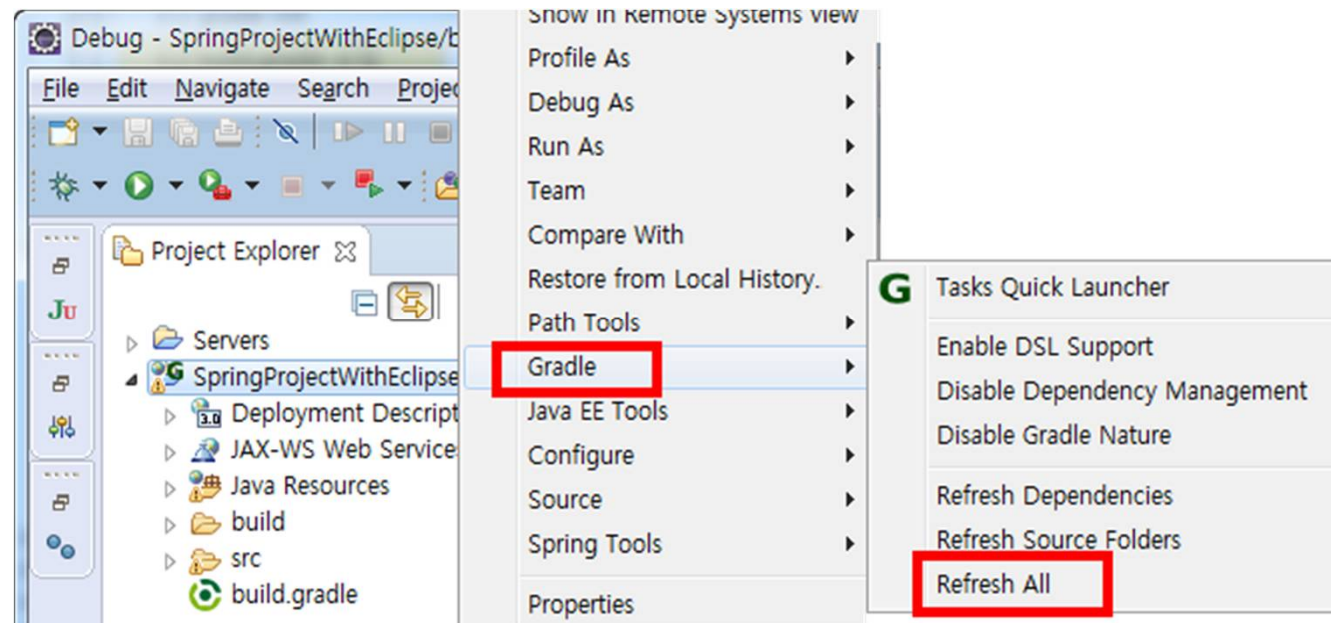 Debug - SpringProjectWithEclipse/b
File Edit Navigate Search Projec
Project Explorer
Ju
Servers
SpringProjectWithEclipse
3.0 Deployment Descript
JAX-WS Web Service
Java Resources
build
src
build.gradle
Show in Remote Systems View
Profile As
Debug As
Run As
Team
Compare With
Restore from Local History..
Path Tools
Gradle
Java EE Tools
Configure
Source
Spring Tools
Properties
G Tasks Quick Launcher
Enable DSL Support
Disable Dependency Management
Disable Gradle Nature
Refresh Dependencies
Refresh Source Folders
Refresh All